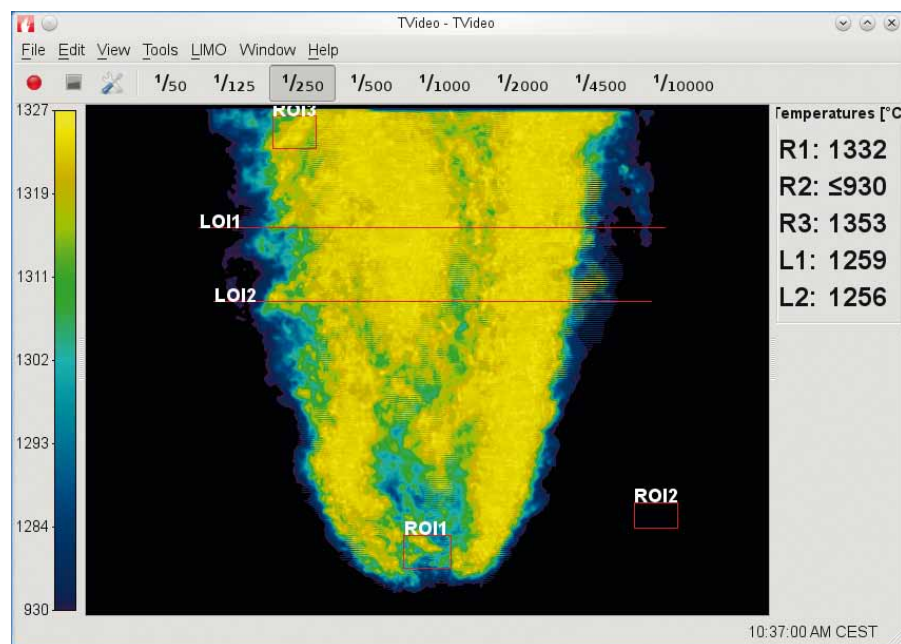 TVideo - TVideo
File Edit View Tools LIMO Window Help
1/50 1/125 1/250 1/500 1/1000 1/2000 1/4500 1/10000
1327
1319
1311
1302
1293
1284
930
ROI3
LOI1
LOI2
ROI1
ROI2
Temperatures [°C
R1: 1332
R2: ≤930
R3: 1353
L1: 1259
L2: 1256
10:37:00 AM CEST